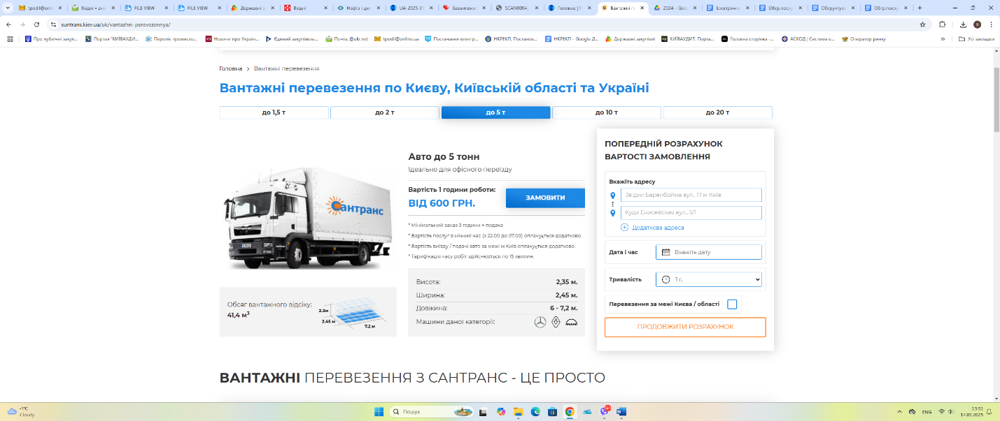 tpodil@onli
Вхідні • zvia
FILE VIEW
FILE VIEW
Державні з
Вхідні
Нафта і ди
UA-2025-01
Завантажи
SCAN0094_
Головна | Р
Вантажні пе
2024 – Goo
Електрична
Обгр.послу
Обґрунтува
Обгр.посл
suntrans.kiev.ua/uk/vantazhni-perevezennya/
Про публічні закуп...
Портал "КИЇВАУДИ...
Перелік промисло...
Новини про Украін...
Єдиний закупівель...
Почта_@ukr.net
tpodil@online.ua
Постачання електр...
НКРЕКП, Постанов...
НКРЕКП - Google Д...
Державні закупівлі
КИЇВАУДИТ. Порта...
Головна сторінка -...
АСКОД | Система е...
Оператор ринку
»
Усі закладки
Головна > Вантажні перевезення
Вантажні перевезення по Києву, Київській області та Україні
до 1,5 т
до 2 т
до 5 т
до 10 т
до 20 т
Сантранс
Обсяг вантажного відсіку:
41,4 м³
2.3м
2.45 м
7.2 м
Авто до 5 тонн
Ідеально для офісного переїзду
Вартість 1 години роботи:
ВІД 600 ГРН.
ЗАМОВИТИ
* Мінімальний заказ 3 години + подача
* Вартість послуг в нічний час (з 22:00 до 07:00) оплачується додатково.
* Вартість виїзду / подачі авто за межі м Київ оплачується додатково.
* Тарифікація часу робіт здійснюється по 15 хвилин.
Висота: 2,35 м.
Ширина: 2,45 м.
Довжина: 6 - 7,2 м.
Машини даної категорії:
ПОПЕРЕДНІЙ РОЗРАХУНОК
ВАРТОСТІ ЗАМОВЛЕННЯ
Вкажіть адресу
Звідки Баренбойма вул., 17 м Київ
Куди Енисейская вул., 5/1
Додаткова адреса
Дата і час
Вкажіть дату
Тривалість
1 г.
Перевезення за межі Києва / області
ПРОДОВЖИТИ РОЗРАХУНОК
ВАНТАЖНІ ПЕРЕВЕЗЕННЯ З САНТРАНС - ЦЕ ПРОСТО
-1°C
Cloudy
Пошук
ENG
13:51
14.01.2025